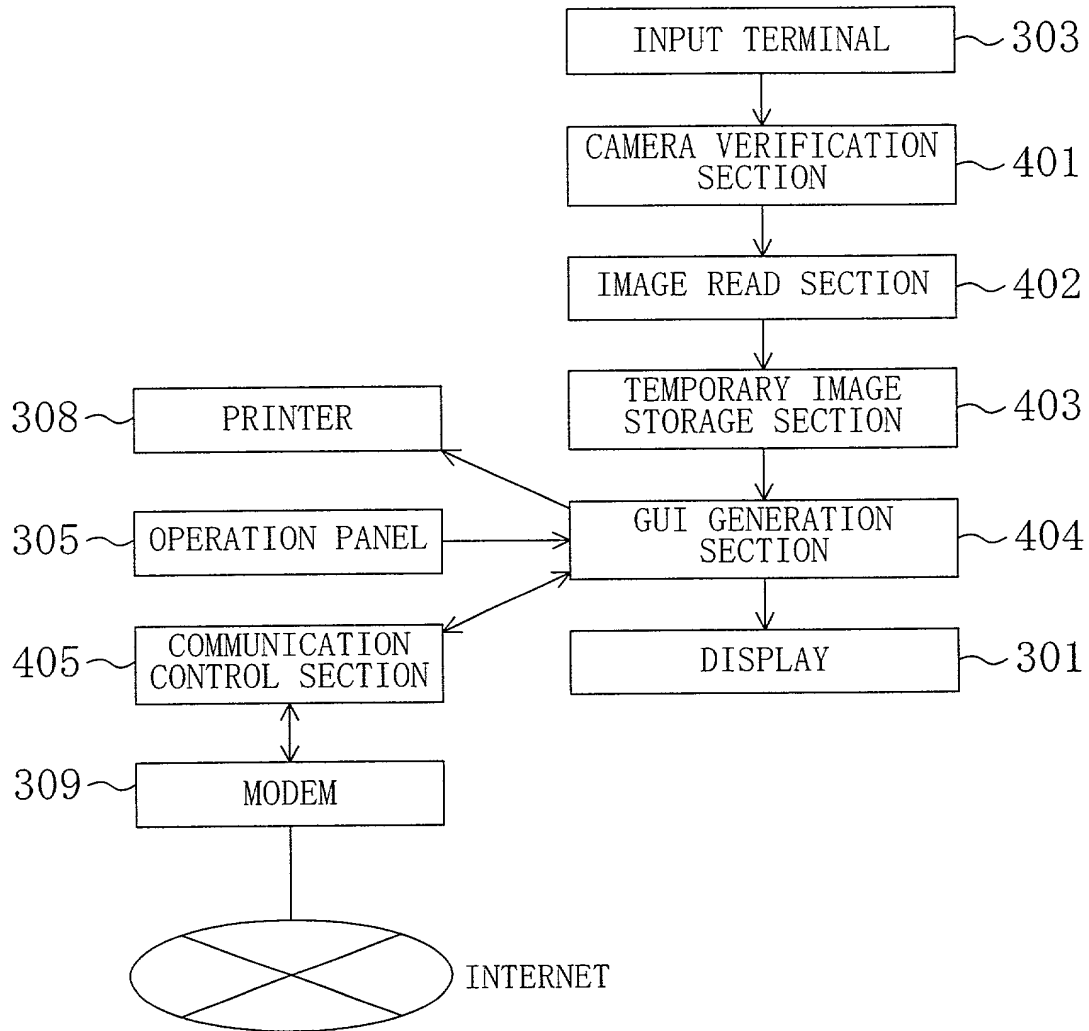 INPUT TERMINAL
303
CAMERA VERIFICATION
SECTION
401
IMAGE READ SECTION
402
TEMPORARY IMAGE
STORAGE SECTION
403
308
PRINTER
GUI GENERATION
SECTION
404
305
OPERATION PANEL
405
COMMUNICATION
CONTROL SECTION
DISPLAY
301
309
MODEM
INTERNET